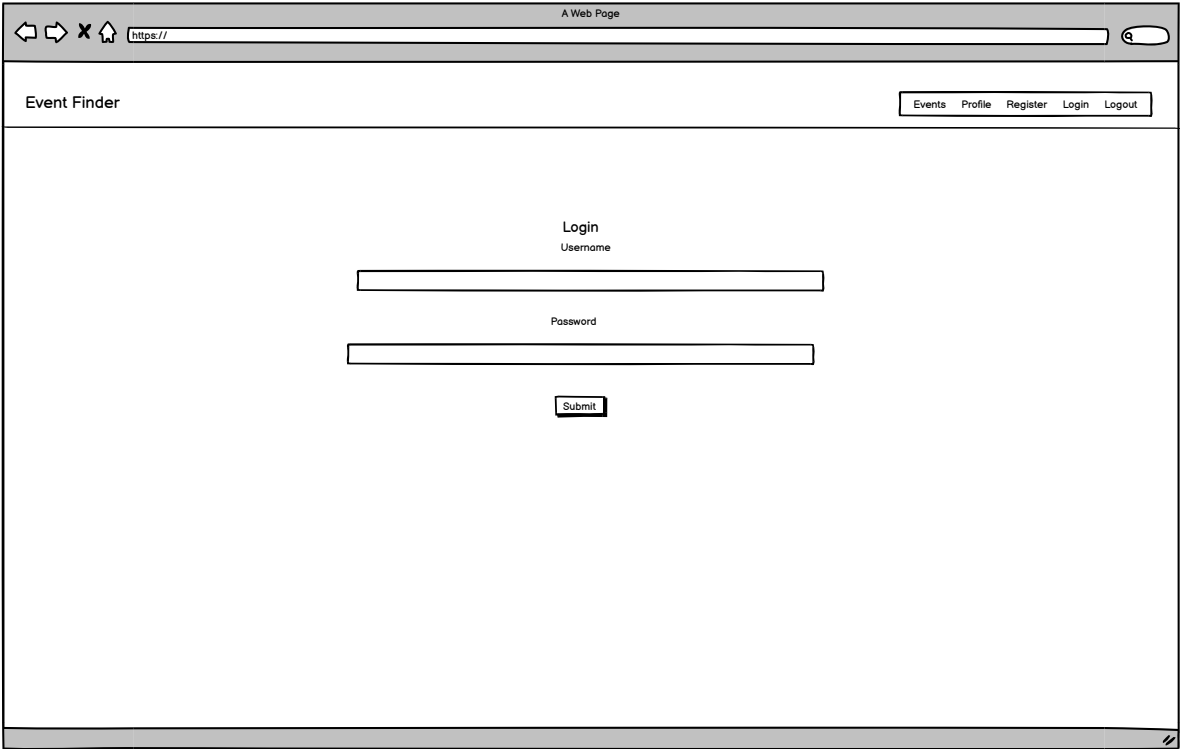 A Web Page
https://
Event Finder
Events Profile Register Login Logout
Login
Username
Password
Submit